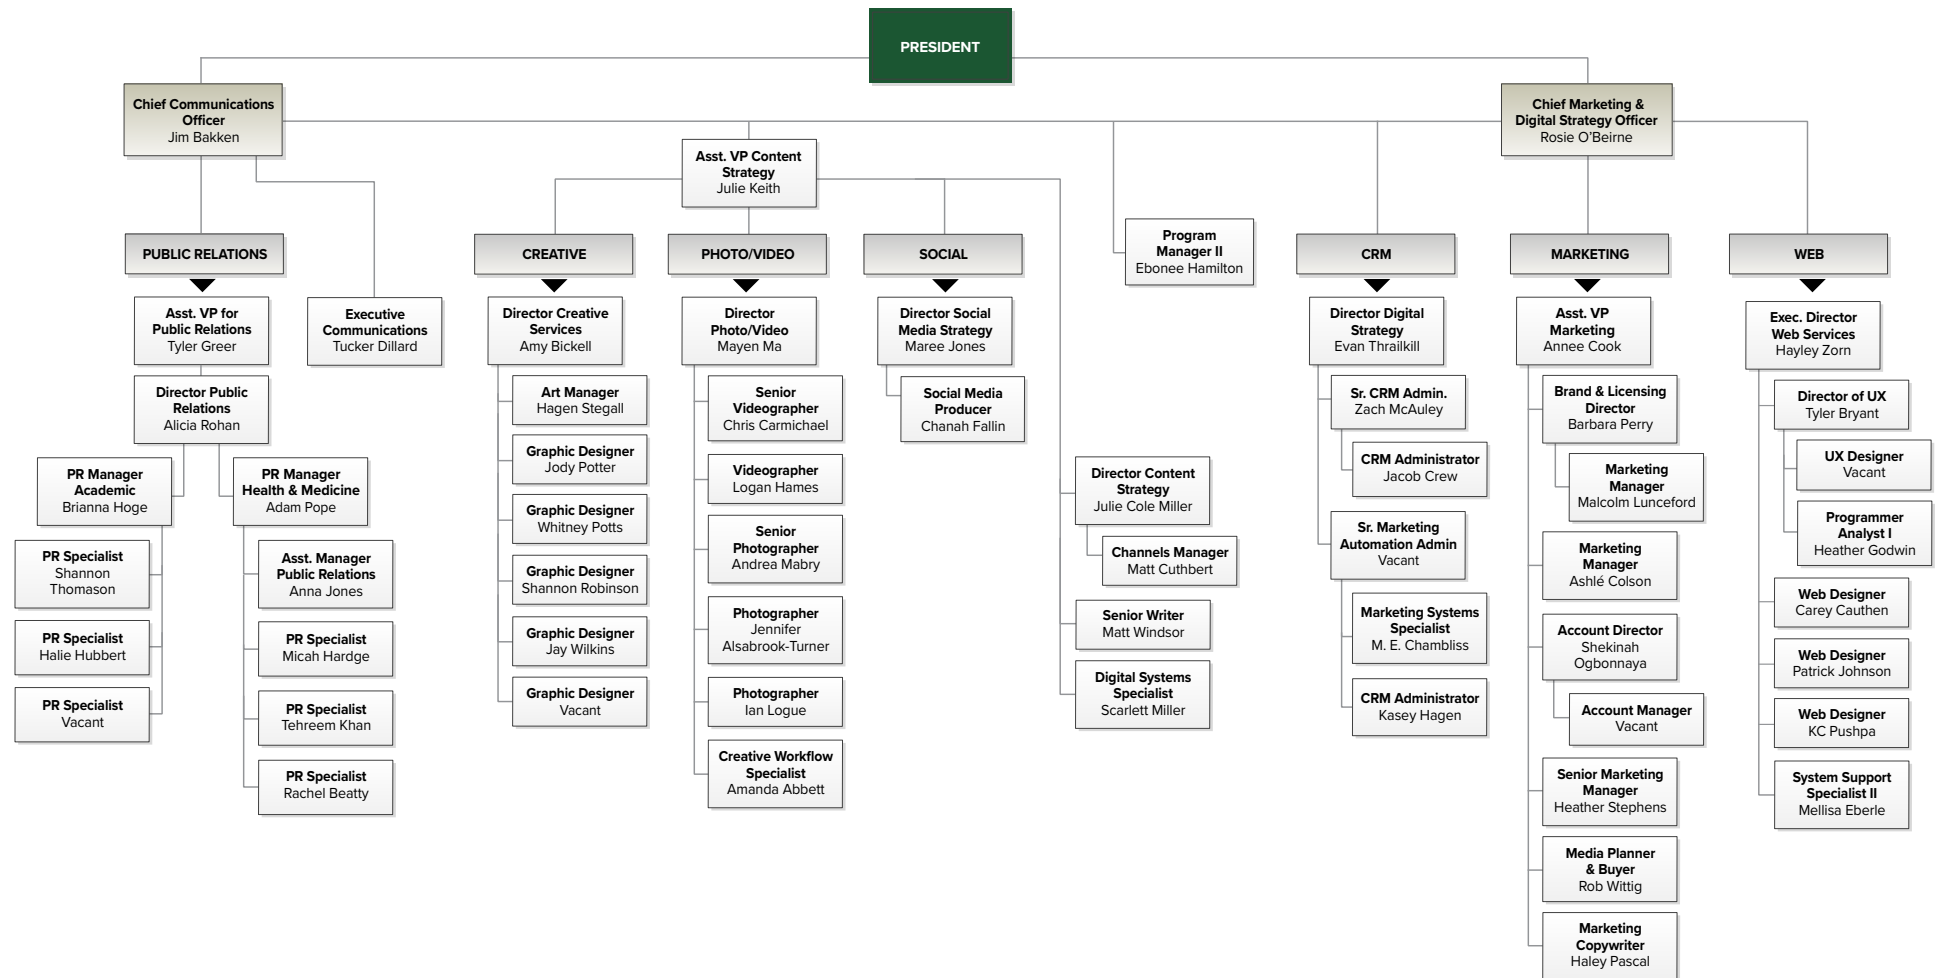 PRESIDENT
Chief Communications
Officer
Jim Bakken
Chief Marketing &
Digital Strategy Officer
Rosie O'Beirne
Asst. VP Content
Strategy
Julie Keith
Program
Manager II
Ebonee Hamilton
PUBLIC RELATIONS
Asst. VP for
Public Relations
Tyler Greer
Executive
Communications
Tucker Dillard
Director Public
Relations
Alicia Rohan
PR Manager
Academic
Brianna Hoge
PR Specialist
Shannon
Thomason
PR Specialist
Halie Hubbert
PR Specialist
Vacant
PR Manager
Health & Medicine
Adam Pope
Asst. Manager
Public Relations
Anna Jones
PR Specialist
Micah Hardge
PR Specialist
Tehreem Khan
PR Specialist
Rachel Beatty
CREATIVE
Director Creative
Services
Amy Bickell
Art Manager
Hagen Stegall
Graphic Designer
Jody Potter
Graphic Designer
Whitney Potts
Graphic Designer
Shannon Robinson
Graphic Designer
Jay Wilkins
Graphic Designer
Vacant
PHOTO/VIDEO
Director
Photo/Video
Mayen Ma
Senior
Videographer
Chris Carmichael
Videographer
Logan Hames
Senior
Photographer
Andrea Mabry
Photographer
Jennifer
Alsabrook-Turner
Photographer
Ian Logue
Creative Workflow
Specialist
Amanda Abbett
SOCIAL
Director Social
Media Strategy
Maree Jones
Social Media
Producer
Chanah Fallin
Director Content
Strategy
Julie Cole Miller
Channels Manager
Matt Cuthbert
Senior Writer
Matt Windsor
Digital Systems
Specialist
Scarlett Miller
CRM
Director Digital
Strategy
Evan Thrailkill
Sr. CRM Admin.
Zach McAuley
CRM Administrator
Jacob Crew
Sr. Marketing
Automation Admin
Vacant
Marketing Systems
Specialist
M. E. Chambliss
CRM Administrator
Kasey Hagen
MARKETING
Asst. VP
Marketing
Annee Cook
Brand & Licensing
Director
Barbara Perry
Marketing
Manager
Malcolm Lunceford
Marketing
Manager
Ashlé Colson
Account Director
Shekinah
Ogbonnaya
Account Manager
Vacant
Senior Marketing
Manager
Heather Stephens
Media Planner
& Buyer
Rob Wittig
Marketing
Copywriter
Haley Pascal
WEB
Exec. Director
Web Services
Hayley Zorn
Director of UX
Tyler Bryant
UX Designer
Vacant
Programmer
Analyst I
Heather Godwin
Web Designer
Carey Cauthen
Web Designer
Patrick Johnson
Web Designer
KC Pushpa
System Support
Specialist II
Mellisa Eberle